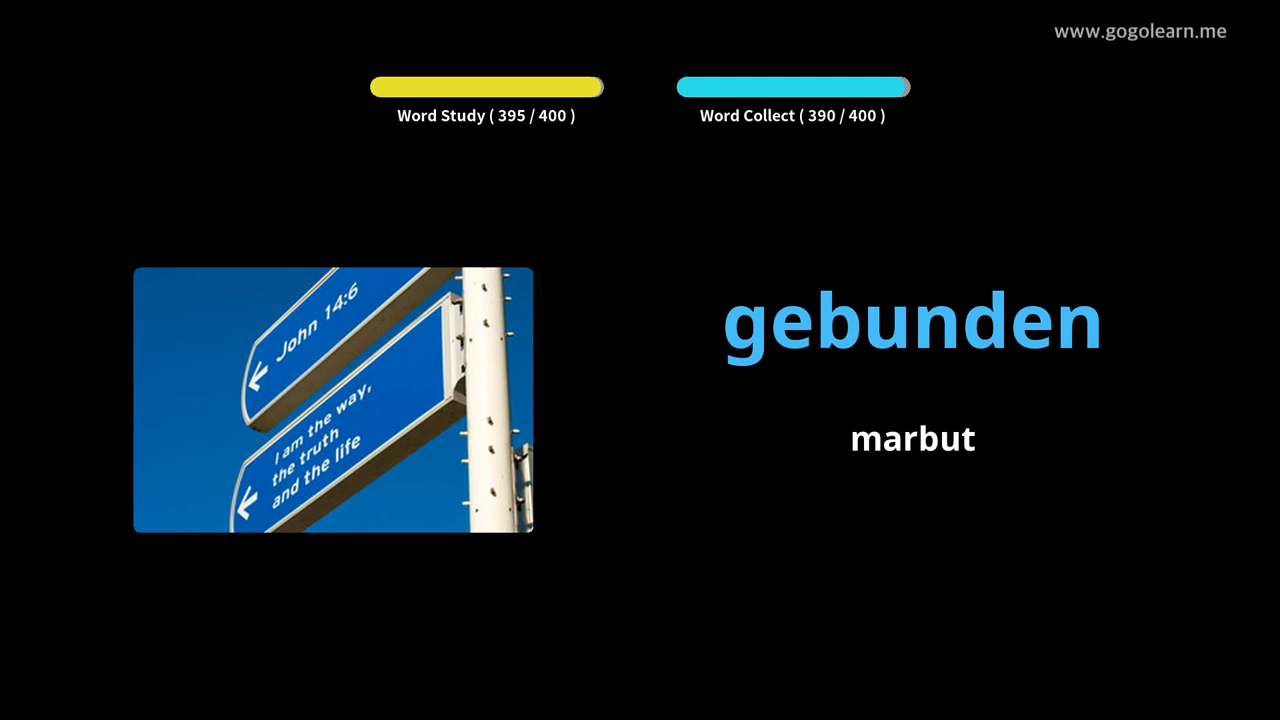 www.gogolearn.me
Word Study ( 395 / 400 )
Word Collect ( 390 / 400 )
John 14:6
I am the way,
the truth
and the life
gebunden
marbut